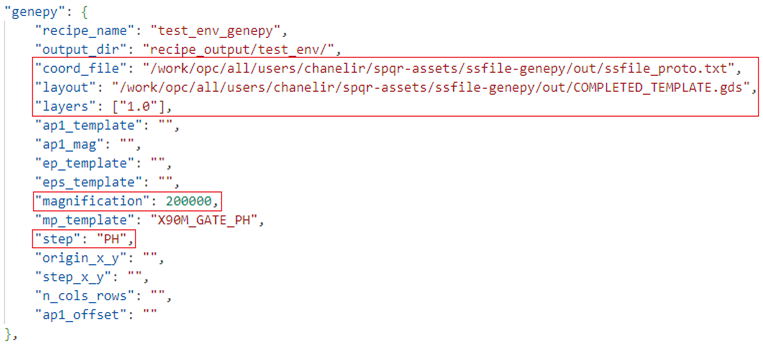 "genepy": {
"recipe_name": "test_env_genepy",
"output_dir": "recipe_output/test_env/",
"coord_file": "/work/opc/all/users/chanelir/spqr-assets/ssfile-genepy/out/ssfile_proto.txt",
"layout": "/work/opc/all/users/chanelir/spqr-assets/ssfile-genepy/out/COMPLETED_TEMPLATE.gds",
"layers": ["1.0"],
"ap1_template": "",
"ap1_mag": "",
"ep_template": "",
"eps_template": "",
"magnification": 200000,
"mp_template": "X90M_GATE_PH",
"step": "PH",
"origin_x_y": "",
"step_x_y": "",
"n_cols_rows": "",
"ap1_offset": ""
},